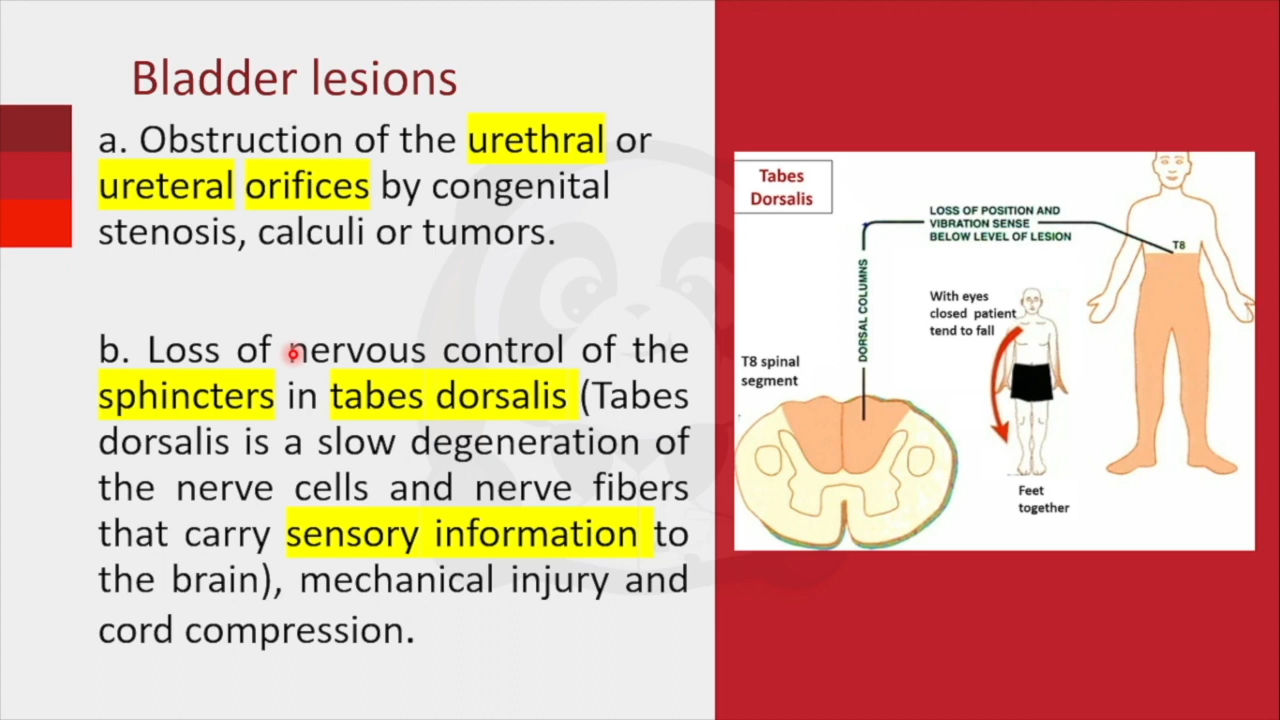 Bladder lesions
a. Obstruction of the urethral or
ureteral orifices by congenital
stenosis, calculi or tumors.
b. Loss of nervous control of the
sphincters in tabes dorsalis (Tabes
dorsalis is a slow degeneration of
the nerve cells and nerve fibers
that carry sensory information to
the brain), mechanical injury and
cord compression.
Tabes
Dorsalis
LOSS OF POSITION AND
VIBRATION SENSE
BELOW LEVEL OF LESION
T8
DORSAL COLUMNS
With eyes
closed patient
tend to fall
T8 spinal
segment
Feet
together